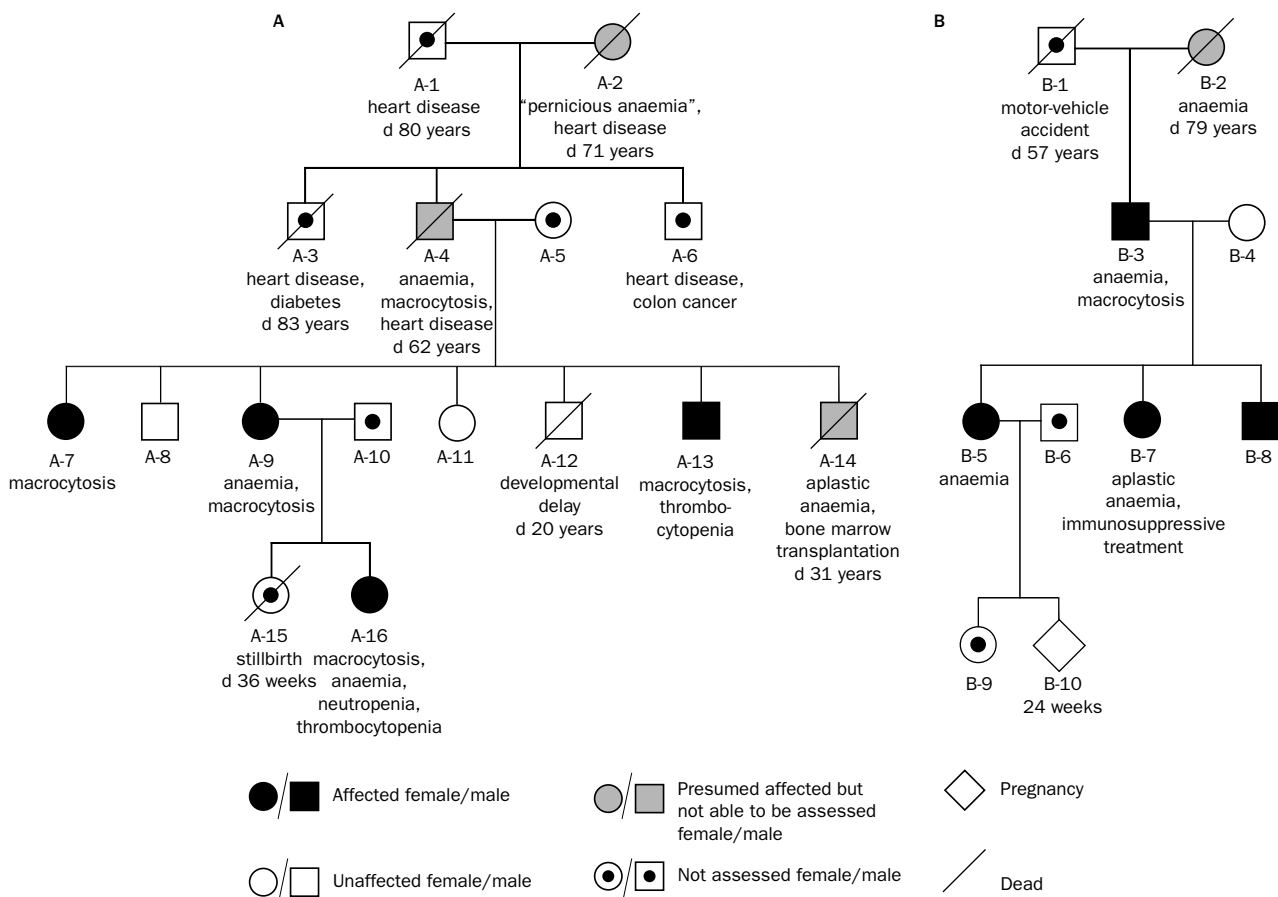 A
B
A-1
heart disease
d 80 years
A-2
“pernicious anaemia”,
heart disease
d 71 years
B-1
motor-vehicle
accident
d 57 years
B-2
anaemia
d 79 years
A-3
heart disease,
diabetes
d 83 years
A-4
anaemia,
macrocytosis,
heart disease
d 62 years
A-5
A-6
heart disease,
colon cancer
B-3
anaemia,
macrocytosis
B-4
A-7
macrocytosis
A-8
A-9
anaemia,
macrocytosis
A-10
A-11
A-12
developmental
delay
d 20 years
A-13
macrocytosis,
thrombo-
cytopenia
A-14
aplastic
anaemia,
bone marrow
transplantation
d 31 years
B-5
anaemia
B-6
B-7
aplastic
anaemia,
immunosuppressive
treatment
B-8
A-15
stillbirth
d 36 weeks
A-16
macrocytosis,
anaemia,
neutropenia,
thrombocytopenia
B-9
B-10
24 weeks
Affected female/male
Presumed affected but
not able to be assessed
female/male
Pregnancy
Unaffected female/male
Not assessed female/male
Dead